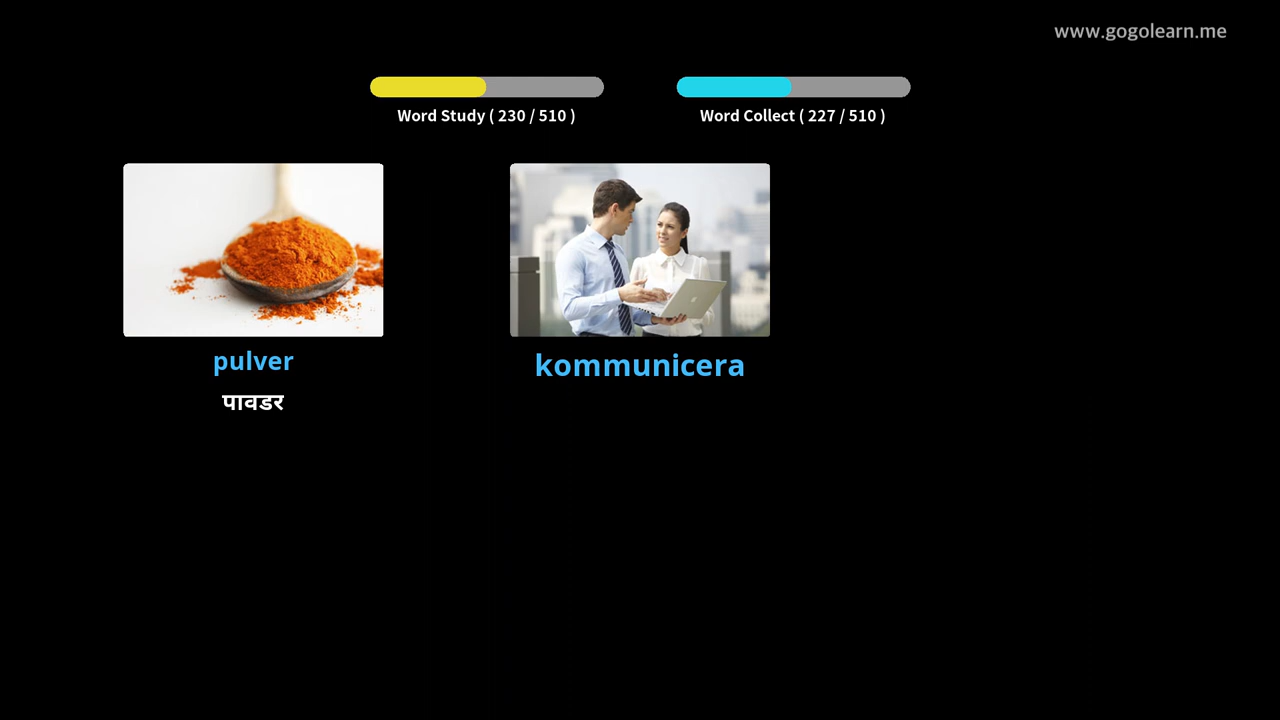 www.gogolearn.me
Word Study ( 230 / 510 )
Word Collect ( 227 / 510 )
pulver
पावडर
kommunicera